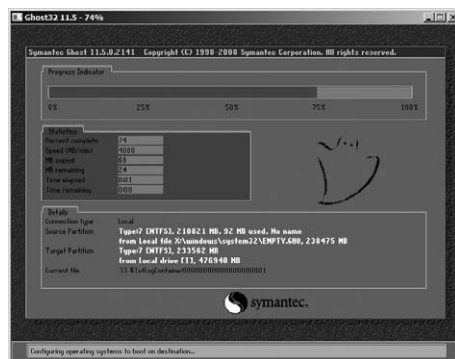 Ghost32 11.5 - 74%
Symantec Ghost 11.5.0.2141 Copyright (C) 1998-2008 Symantec Corporation. All rights reserved.
Progress Indicator
0% 25% 50% 75% 100%
Statistics
Percent complete 74
Speed (MB/min) 4080
MB copied 68
MB remaining 24
Time elapsed 0:01
Time remaining 0:00
Details
Connection type Local
Source Partition Type:7 [NTFS], 210021 MB, 92 MB used, No name
from Local file X:\windows\system32\EMPTY.GHO, 238475 MB
Target Partition Type:7 [NTFS], 233562 MB
from Local drive [1], 476940 MB
Current file
symantec.
Configuring operating systems to boot on destination...